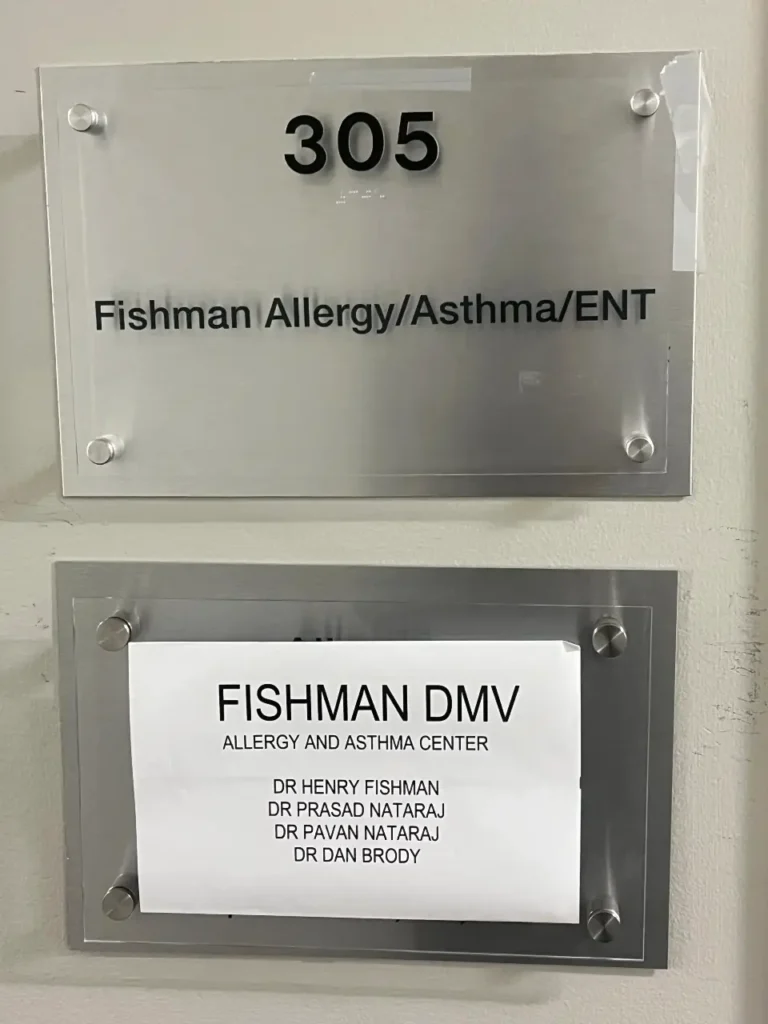 305
Fishman Allergy/Asthma/ENT
FISHMAN DMV
ALLERGY AND ASTHMA CENTER
DR HENRY FISHMAN
DR PRASAD NATARAJ
DR PAVAN NATARAJ
DR DAN BRODY